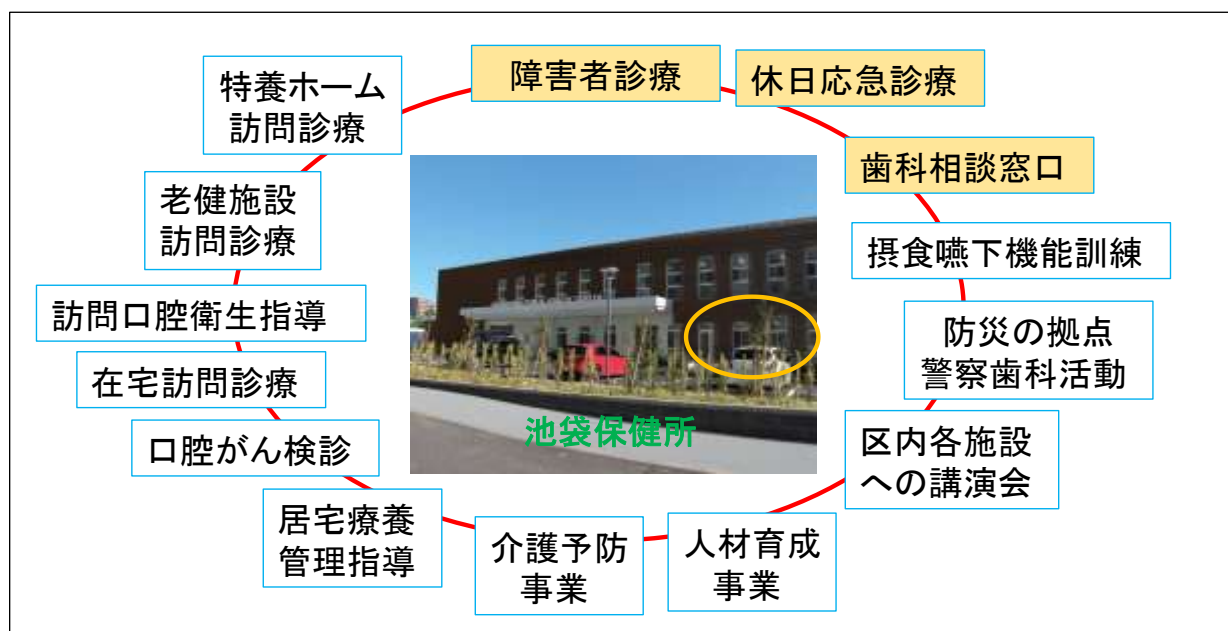 障害者診療
休日応急診療
歯科相談窓口
摂食嚥下機能訓練
防災の拠点
警察歯科活動
区内各施設
への講演会
人材育成
事業
介護予防
事業
居宅療養
管理指導
口腔がん検診
在宅訪問診療
訪問口腔衛生指導
老健施設
訪問診療
特養ホーム
訪問診療
池袋保健所